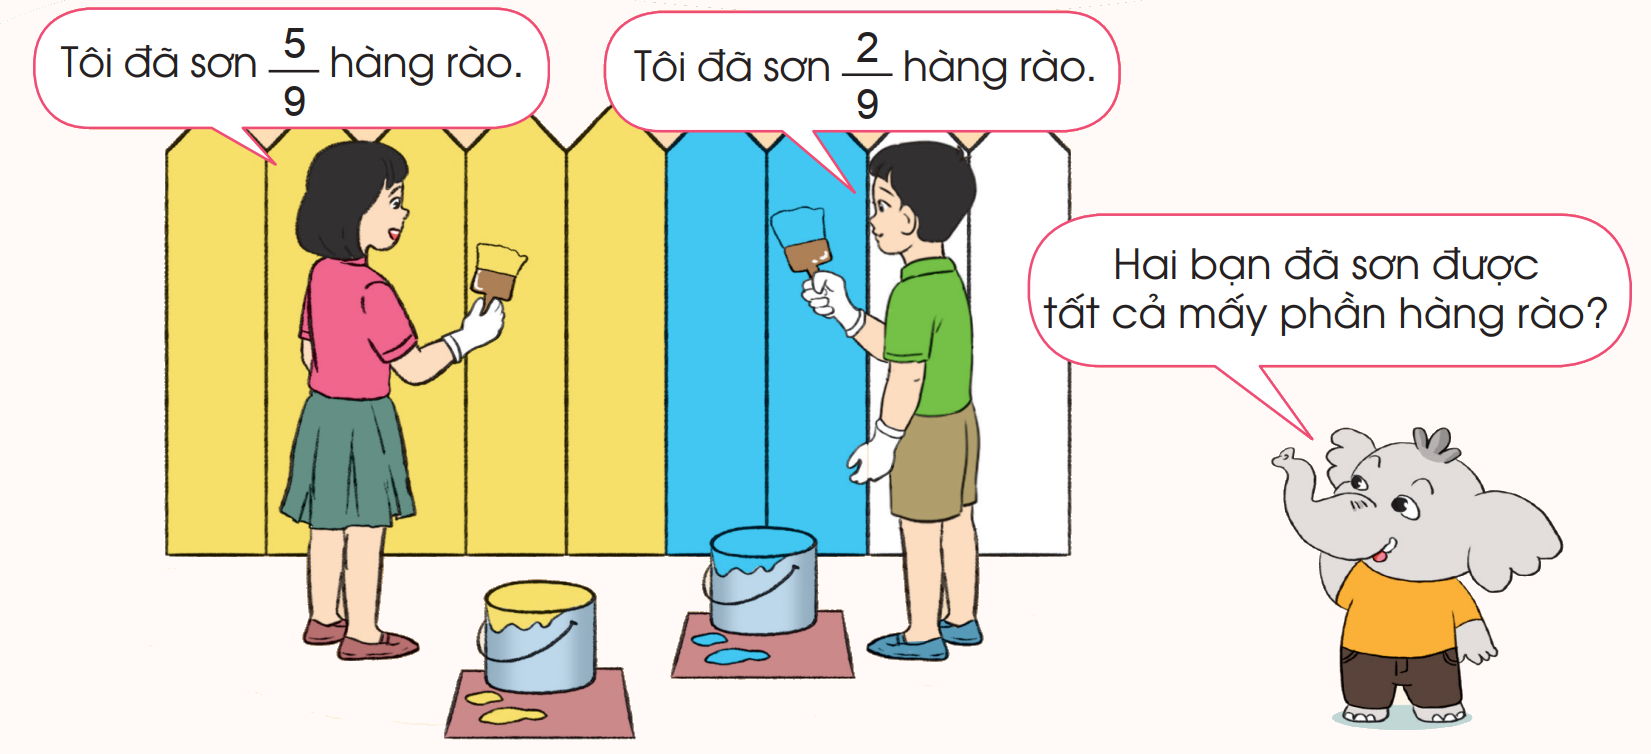 Tôi đã sơn 5/9 hàng rào.
Tôi đã sơn 2/9 hàng rào.
Hai bạn đã sơn được
tất cả mấy phần hàng rào?